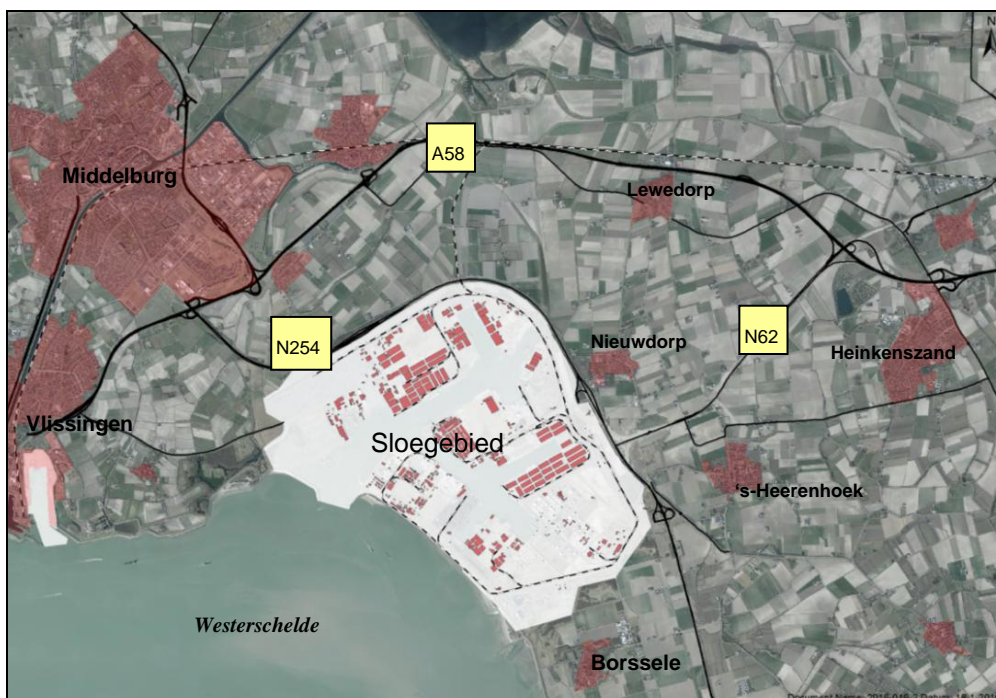 N
A58
Middelburg
Lewedorp
N254
N62
Nieuwdorp
Heinkenszand
Vlissingen
Sloegebied
's-Heerenhoek
Westerschelde
Borssele